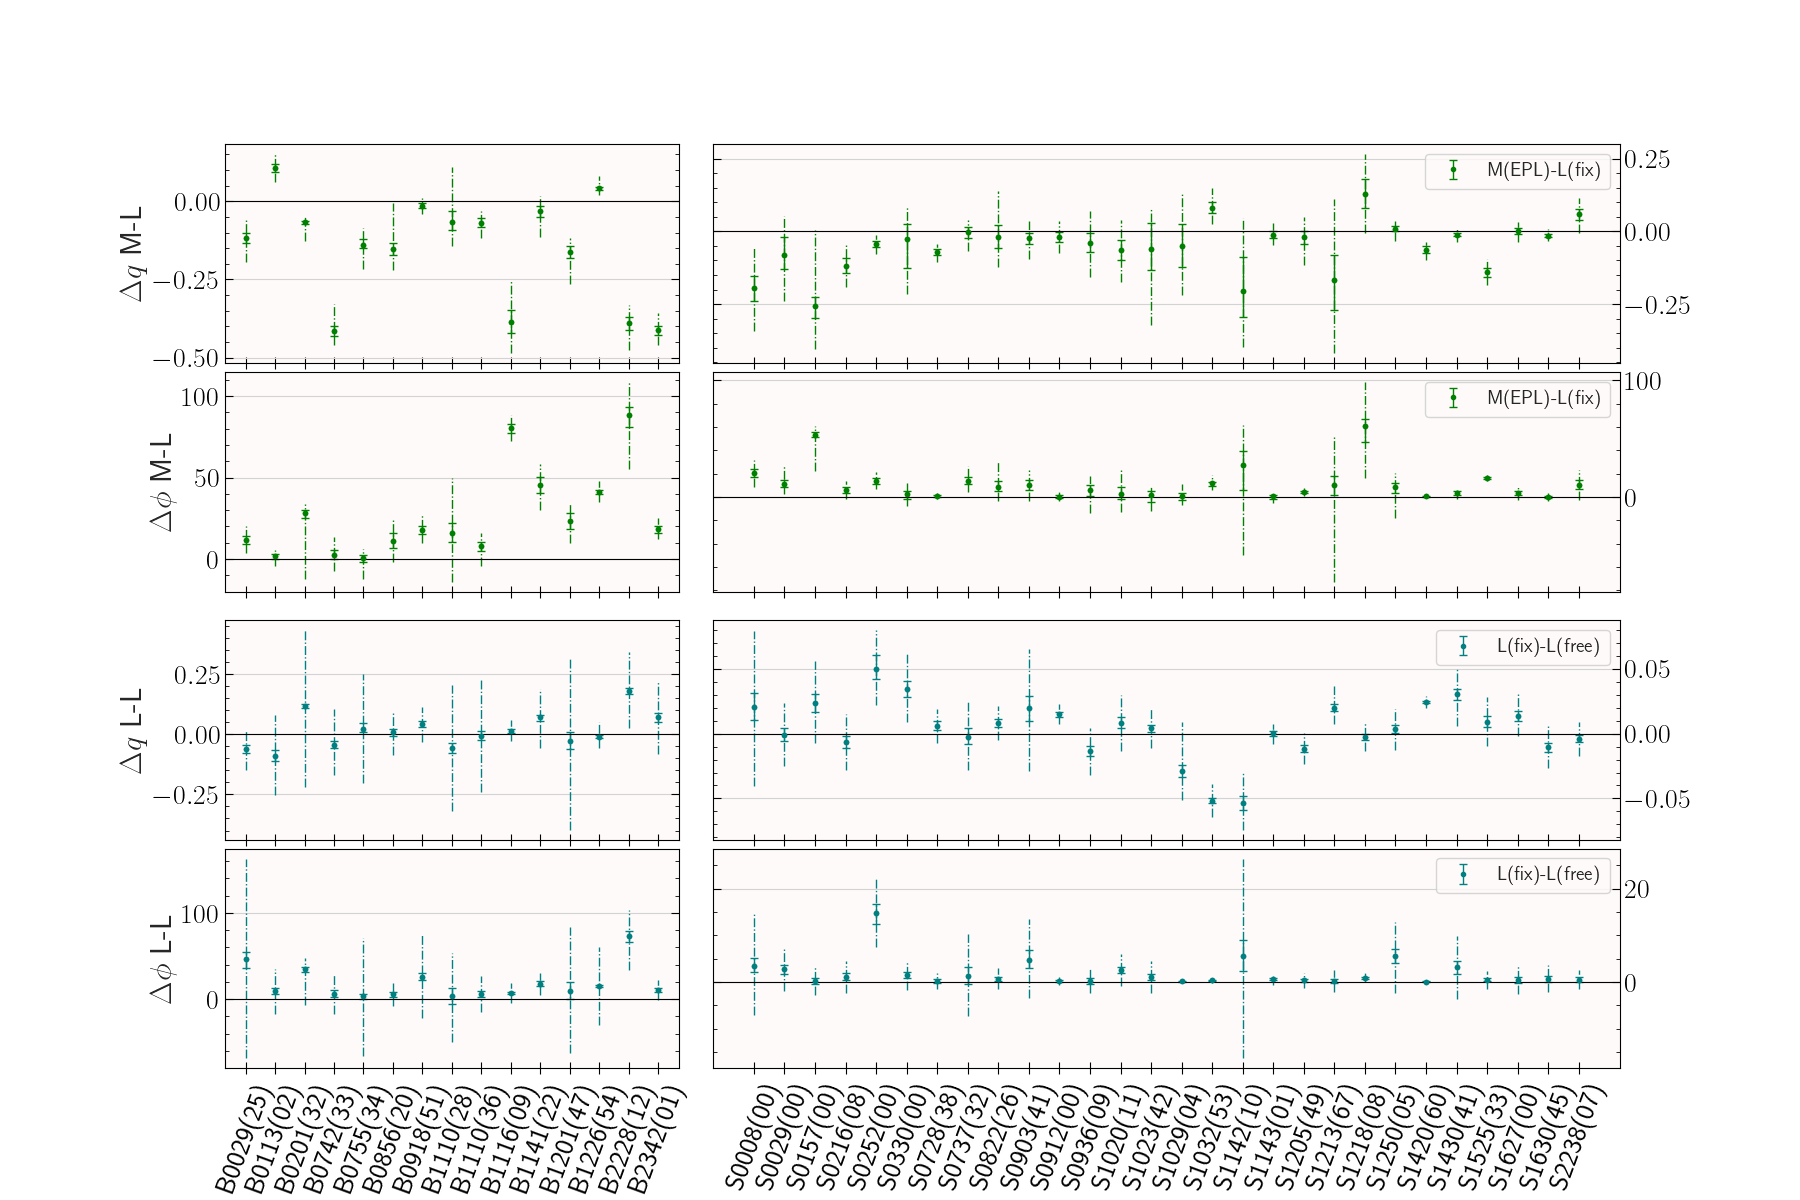 Δq M-L
0.00
−0.25
−0.50
M(EPL)-L(fix)
0.25
0.00
−0.25
Δϕ M-L
100
50
0
M(EPL)-L(fix)
100
0
Δq L-L
0.25
0.00
−0.25
L(fix)-L(free)
0.05
0.00
−0.05
Δϕ L-L
100
0
L(fix)-L(free)
20
0
B0029(25)
B0113(02)
B0201(32)
B0742(33)
B0755(34)
B0856(20)
B0918(51)
B1110(28)
B1110(36)
B1116(09)
B1141(22)
B1201(47)
B1226(54)
B2228(12)
B2342(01)
S0008(00)
S0029(00)
S0157(00)
S0216(08)
S0252(00)
S0330(00)
S0728(38)
S0737(32)
S0822(26)
S0903(41)
S0912(00)
S0936(09)
S1020(11)
S1023(42)
S1029(04)
S1032(53)
S1142(10)
S1143(01)
S1205(49)
S1213(67)
S1218(08)
S1250(05)
S1420(60)
S1430(41)
S1525(33)
S1627(00)
S1630(45)
S2238(07)